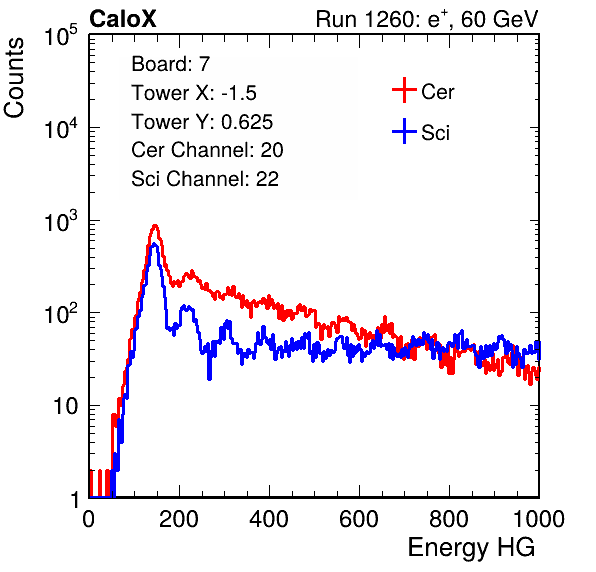 CaloX Run 1260: e⁺, 60 GeV
Counts
Board: 7
Tower X: -1.5
Tower Y: 0.625
Cer Channel: 20
Sci Channel: 22
Cer
Sci
10⁵
10⁴
10³
10²
10
1
0 200 400 600 800 1000
Energy HG